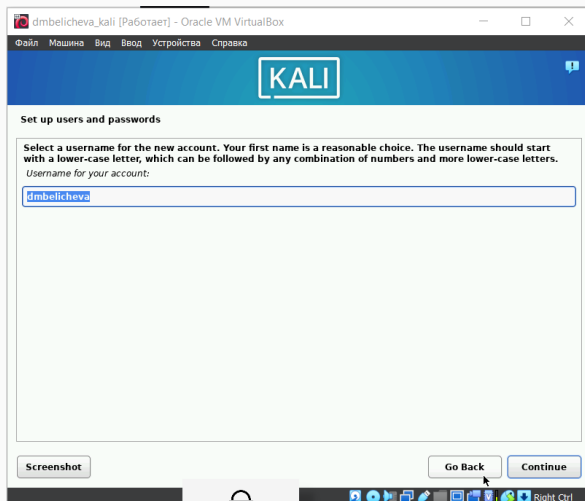 dmbelicheva_kali [Работает] - Oracle VM VirtualBox
Файл Машина Вид Ввод Устройства Справка
KALI
Set up users and passwords
Select a username for the new account. Your first name is a reasonable choice. The username should start
with a lower-case letter, which can be followed by any combination of numbers and more lower-case letters.
Username for your account:
dmbelicheva
Screenshot Go Back Continue
Right Ctrl